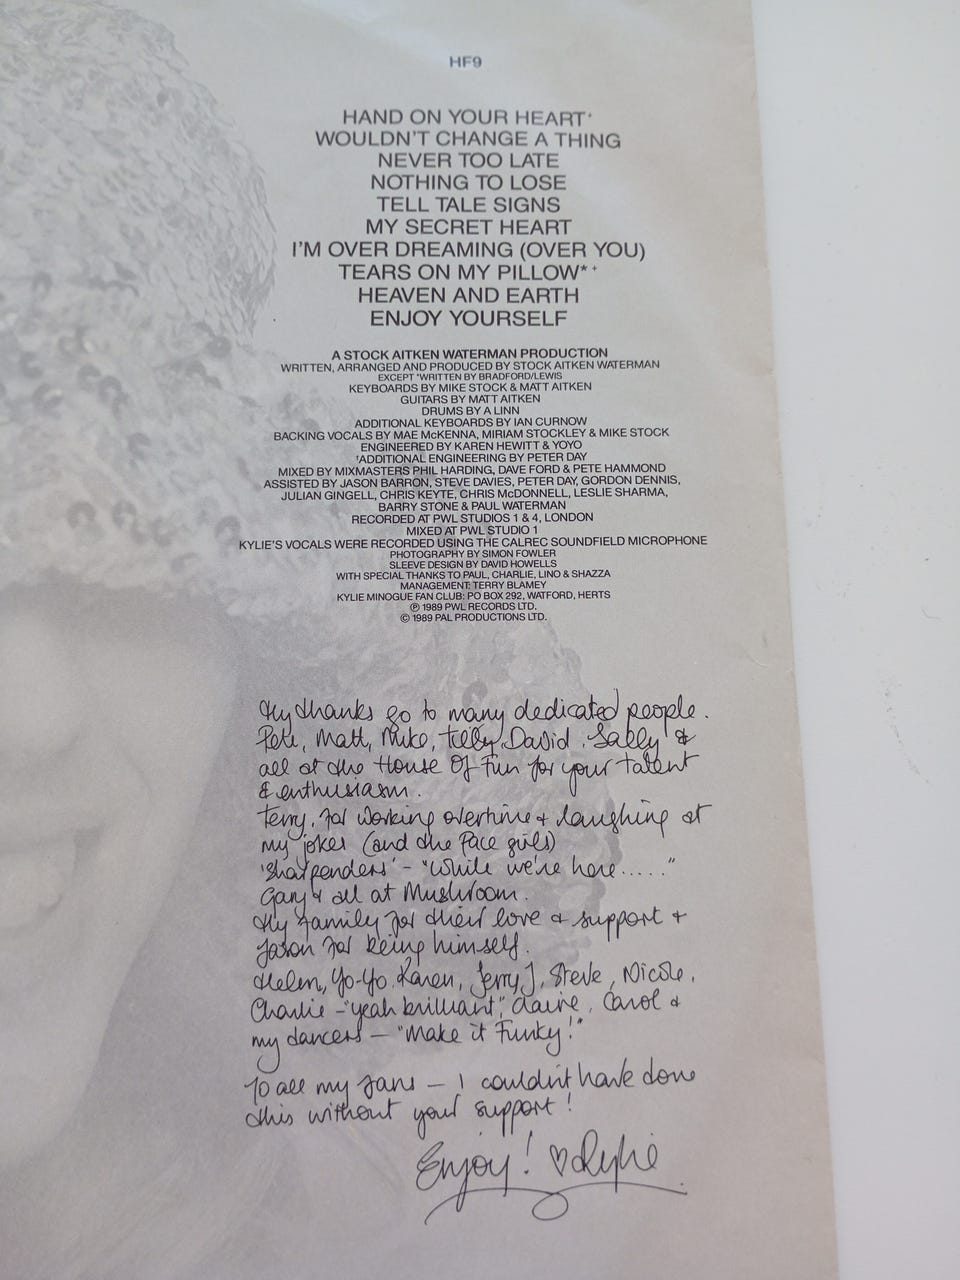 HF9
HAND ON YOUR HEART⁺
WOULDN'T CHANGE A THING
NEVER TOO LATE
NOTHING TO LOSE
TELL TALE SIGNS
MY SECRET HEART
I'M OVER DREAMING (OVER YOU)
TEARS ON MY PILLOW*⁺
HEAVEN AND EARTH
ENJOY YOURSELF
A STOCK AITKEN WATERMAN PRODUCTION
WRITTEN, ARRANGED AND PRODUCED BY STOCK AITKEN WATERMAN
EXCEPT *WRITTEN BY BRADFORD/LEWIS
KEYBOARDS BY MIKE STOCK & MATT AITKEN
GUITARS BY MATT AITKEN
DRUMS BY A LINN
ADDITIONAL KEYBOARDS BY IAN CURNOW
BACKING VOCALS BY MAE McKENNA, MIRIAM STOCKLEY & MIKE STOCK
ENGINEERED BY KAREN HEWITT & YOYO
⁺ADDITIONAL ENGINEERING BY PETER DAY
MIXED BY MIXMASTERS PHIL HARDING, DAVE FORD & PETE HAMMOND
ASSISTED BY JASON BARRON, STEVE DAVIES, PETER DAY, GORDON DENNIS,
JULIAN GINGELL, CHRIS KEYTE, CHRIS McDONNELL, LESLIE SHARMA,
BARRY STONE & PAUL WATERMAN
RECORDED AT PWL STUDIOS 1 & 4, LONDON
MIXED AT PWL STUDIO 1
KYLIE'S VOCALS WERE RECORDED USING THE CALREC SOUNDFIELD MICROPHONE
PHOTOGRAPHY BY SIMON FOWLER
SLEEVE DESIGN BY DAVID HOWELLS
WITH SPECIAL THANKS TO PAUL, CHARLIE, LINO & SHAZZA
MANAGEMENT: TERRY BLAMEY
KYLIE MINOGUE FAN CLUB: PO BOX 292, WATFORD, HERTS
℗ 1989 PWL RECORDS LTD.
© 1989 PAL PRODUCTIONS LTD.
My thanks go to many dedicated people.
Pete, Matt, Mike, Tilly, David, Sally &
all at the House Of Fun for your talent
& enthusiasm.
Terry, for working overtime & laughing at
my jokes (and the Pace girls)
'Sharpenders' - "While we're here....."
Gary & all at Mushroom.
My family for their love & support &
Jason for being himself.
Helen, Yo-Yo, Karen, Jerry J, Steve, Nicole,
Charlie - "yeah brilliant", Claire, Carol &
my dancers - "Make it Funky!"
To all my fans - I couldn't have done
this without your support!
Enjoy! ♡ Kylie